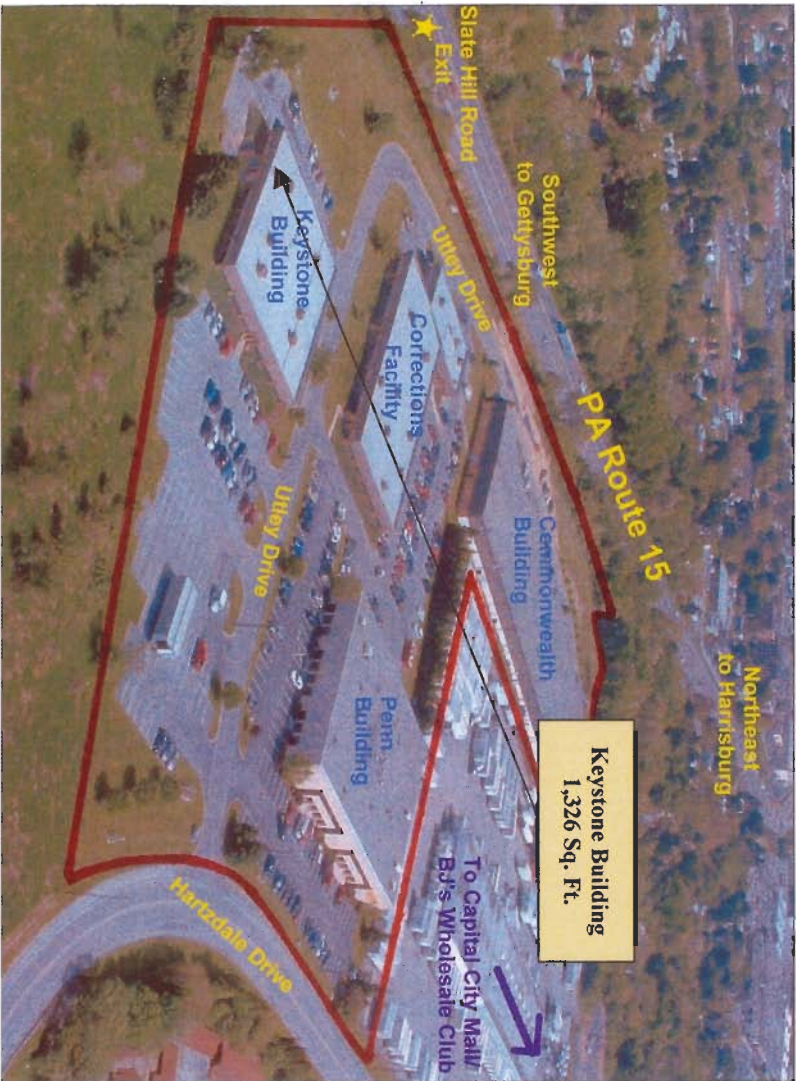 Slate Hill Road
Exit
Southwest
to Gettysburg
PA Route 15
Northeast
to Harrisburg
Utley Drive
Keystone
Building
Corrections
Facility
Commonwealth
Building
Keystone Building
1,326 Sq. Ft.
Utley Drive
Penn
Building
To Capital City Mall/
BJ's Wholesale Club
Hartzdale Drive